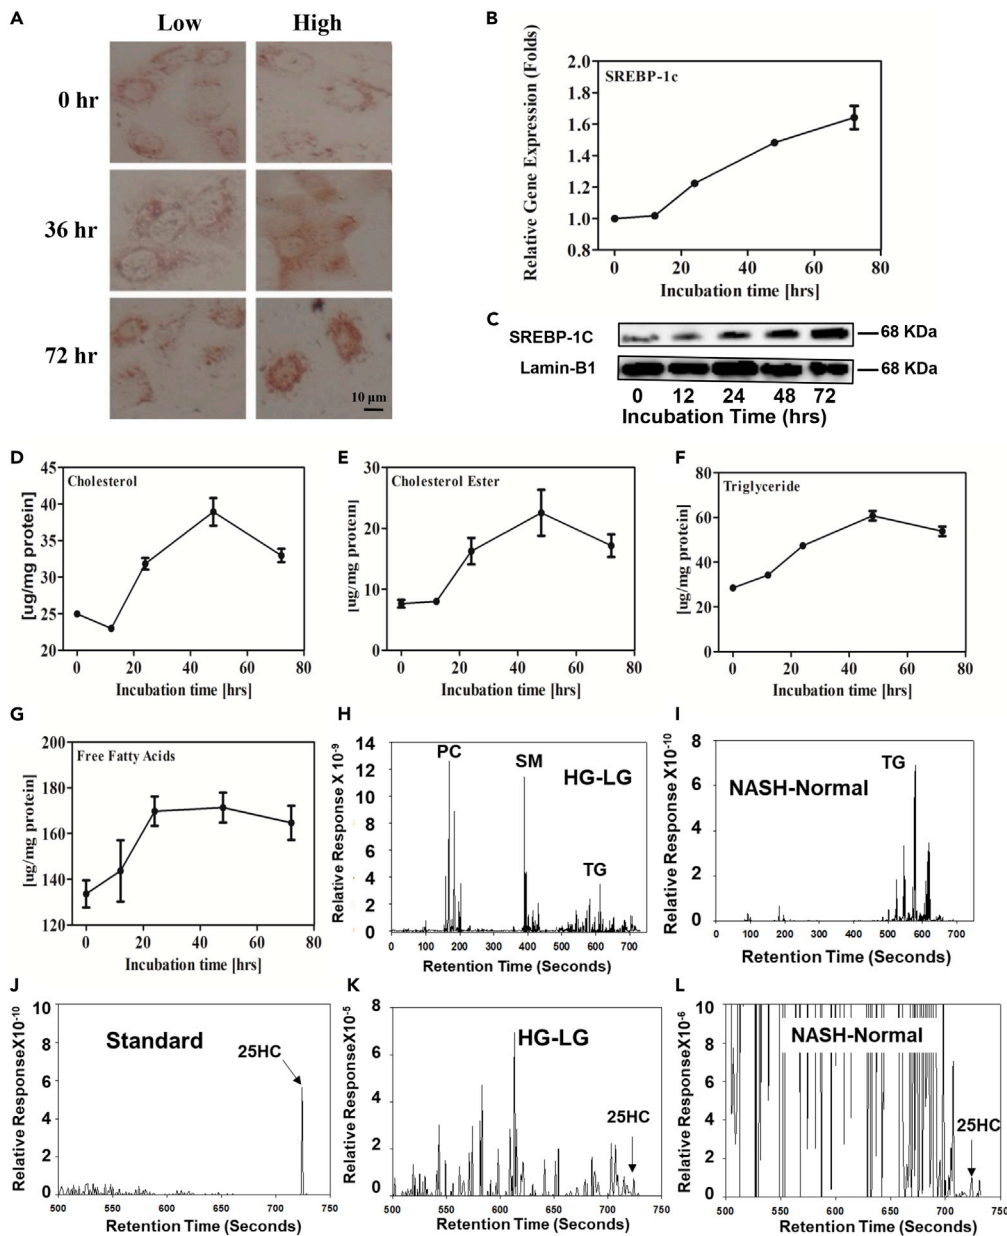 A
Low
High
0 hr
36 hr
72 hr
10 µm
B
Relative Gene Expression (Folds)
2.0
1.8
1.6
1.4
1.2
1.0
0.8
SREBP-1c
0 20 40 60 80
Incubation time [hrs]
C
SREBP-1C
68 KDa
Lamin-B1
68 KDa
0 12 24 48 72
Incubation Time (hrs)
D
[ug/mg protein]
45
40
35
30
25
20
Cholesterol
0 20 40 60 80
Incubation time [hrs]
E
[ug/mg protein]
30
20
10
0
Cholesterol Ester
0 20 40 60 80
Incubation time [hrs]
F
[ug/mg protein]
80
60
40
20
0
Triglyceride
0 20 40 60 80
Incubation time [hrs]
G
[ug/mg protein]
200
180
160
140
120
Free Fatty Acids
0 20 40 60 80
Incubation time [hrs]
H
Relative Response X 10-9
14
12
10
8
6
4
2
0
PC
SM
HG-LG
TG
0 100 200 300 400 500 600 700
Retention Time (Seconds)
I
Relative Response X10-10
8
6
4
2
0
TG
NASH-Normal
0 100 200 300 400 500 600 700
Retention Time (Seconds)
J
Relative ResponseX10-10
10
8
6
4
2
0
Standard
25HC
500 550 600 650 700 750
Retention Time (Seconds)
K
Relative ResponseX10-5
8
6
4
2
0
HG-LG
25HC
500 550 600 650 700 750
Retention Time (Seconds)
L
Relative ResponseX10-6
10
8
6
4
2
0
NASH-Normal
25HC
500 550 600 650 700 750
Retention Time (Seconds)